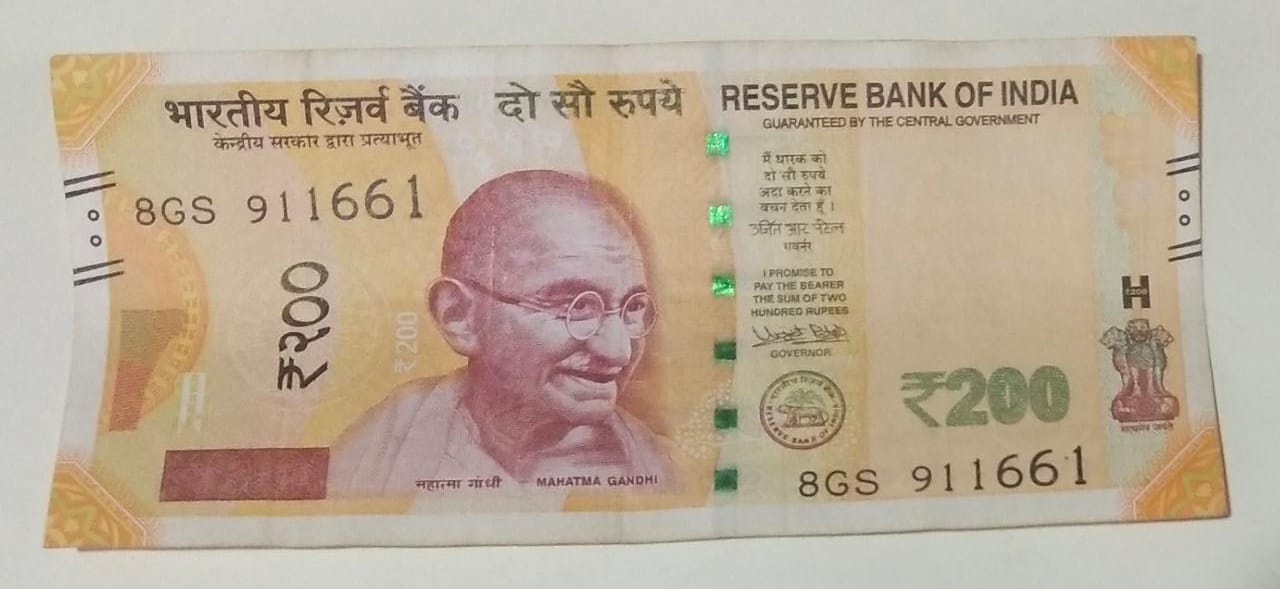 भारतीय रिज़र्व बैंक दो सौ रुपये RESERVE BANK OF INDIA
केन्द्रीय सरकार द्वारा प्रत्याभूत
GUARANTEED BY THE CENTRAL GOVERNMENT
8GS 911661
₹२००
₹200
महात्मा गांधी MAHATMA GANDHI
मैं धारक को
दो सौ रुपये
अदा करने का
वचन देता हूँ।
उर्जित आर पटेल
गवर्नर
I PROMISE TO
PAY THE BEARER
THE SUM OF TWO
HUNDRED RUPEES
GOVERNOR
भारतीय रिज़र्व बैंक
RESERVE BANK OF INDIA
₹200
₹200
सत्यमेव जयते
8GS 911661